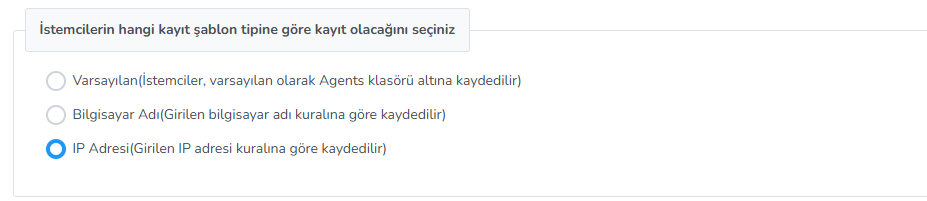 İstemcilerin hangi kayıt şablon tipine göre kayıt olacağını seçiniz
Varsayılan(İstemciler, varsayılan olarak Agents klasörü altına kaydedilir)
Bilgisayar Adı(Girilen bilgisayar adı kuralına göre kaydedilir)
IP Adresi(Girilen IP adresi kuralına göre kaydedilir)